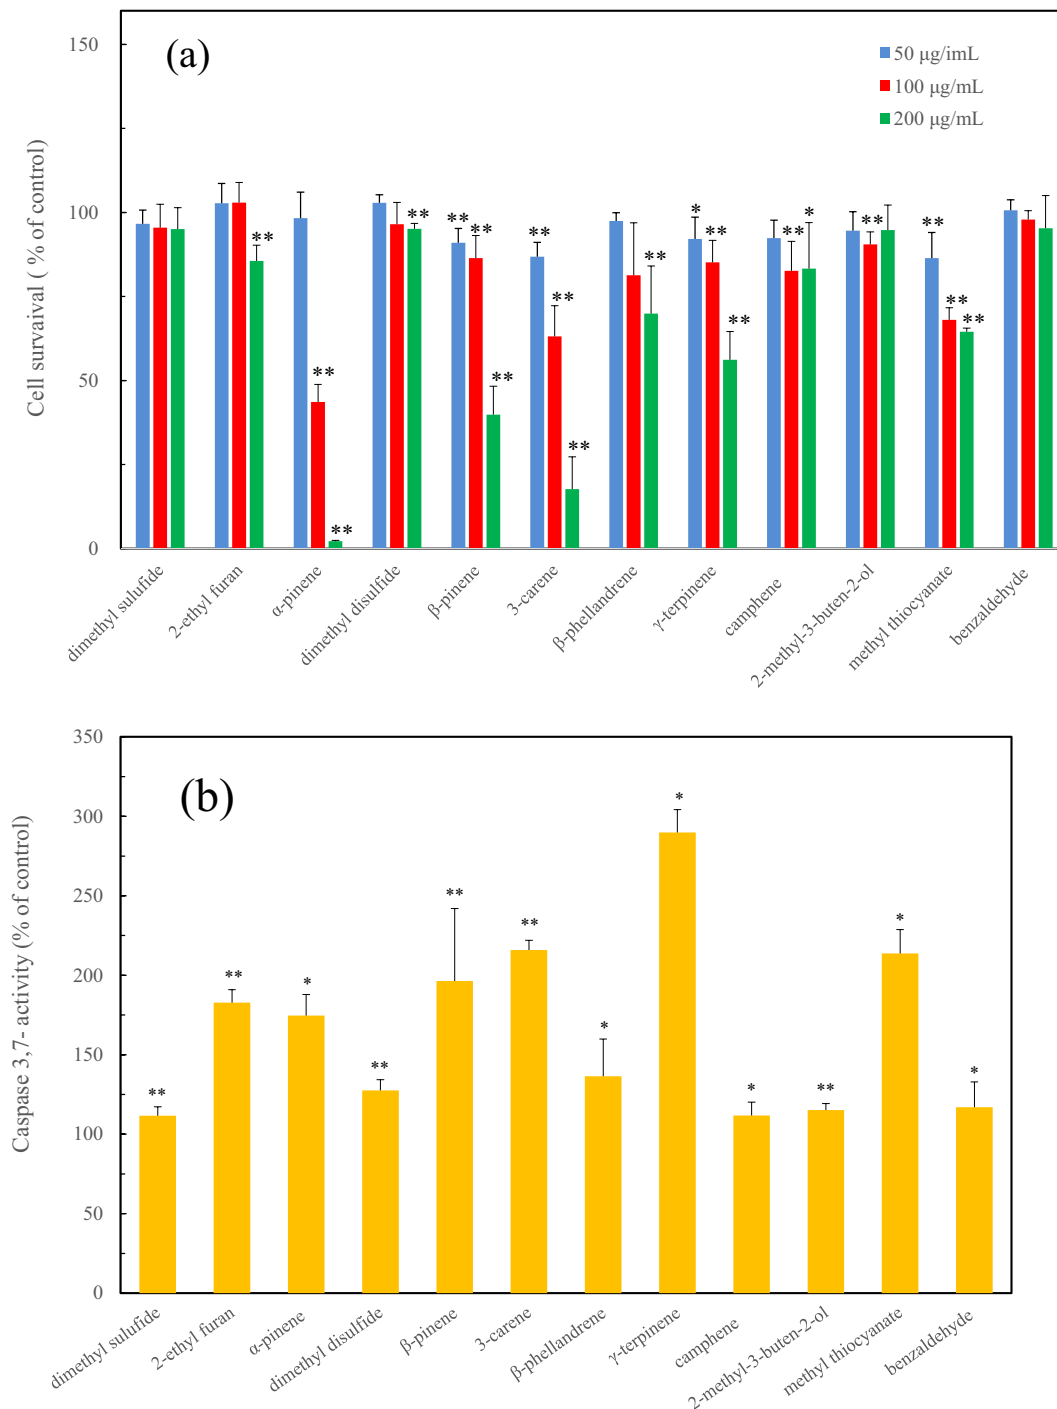 (a)
150
100
50
0
Cell survaival ( % of control)
50 μg/imL
100 μg/mL
200 μg/mL
** ** ** ** ** ** ** ** ** ** ** * ** ** ** * ** ** ** **
dimethyl sulufide
2-ethyl furan
α-pinene
dimethyl disulfide
β-pinene
3-carene
β-phellandrene
γ-terpinene
camphene
2-methyl-3-buten-2-ol
methyl thiocyanate
benzaldehyde
(b)
350
300
250
200
150
100
50
0
Caspase 3,7- activity (% of control)
** ** * ** ** ** * * * ** * *
dimethyl sulufide
2-ethyl furan
α-pinene
dimethyl disulfide
β-pinene
3-carene
β-phellandrene
γ-terpinene
camphene
2-methyl-3-buten-2-ol
methyl thiocyanate
benzaldehyde